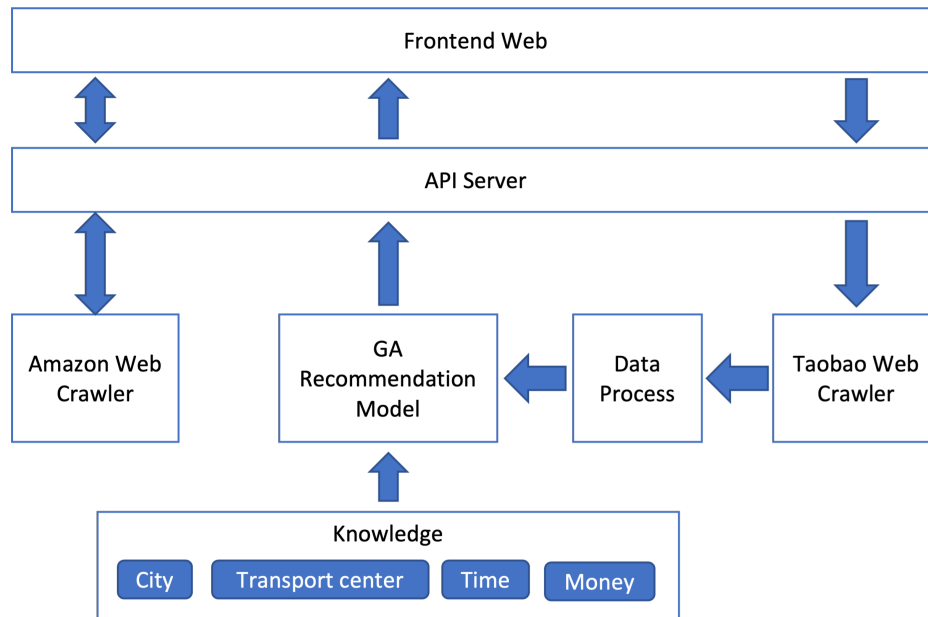 Frontend Web
API Server
Amazon Web
Crawler
GA
Recommendation
Model
Data
Process
Taobao Web
Crawler
Knowledge
City
Transport center
Time
Money